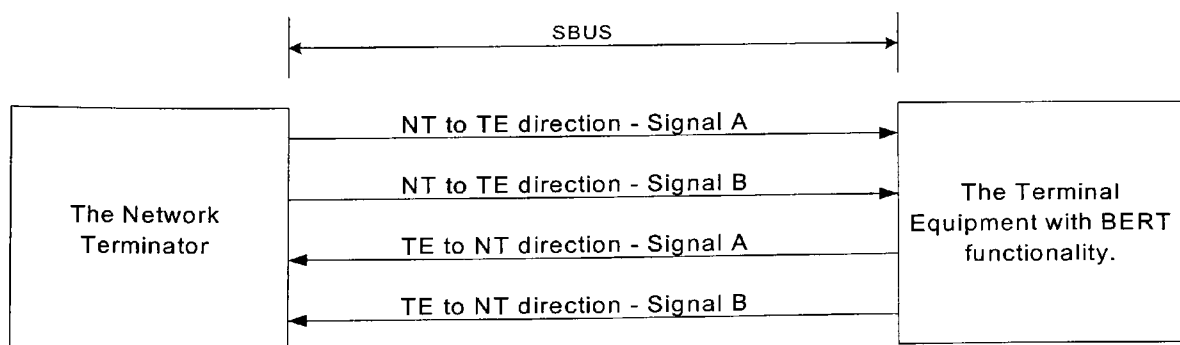 SBUS
The Network
Terminator
NT to TE direction - Signal A
NT to TE direction - Signal B
TE to NT direction - Signal A
TE to NT direction - Signal B
The Terminal
Equipment with BERT
functionality.